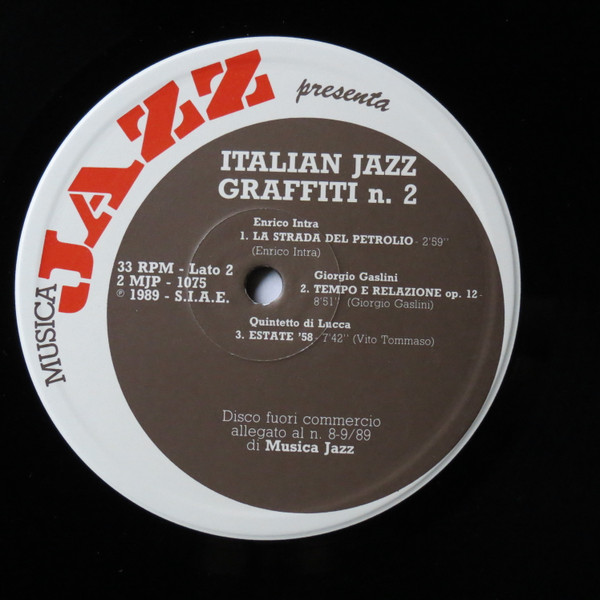 MUSICA JAZZ presenta
ITALIAN JAZZ
GRAFFITI n. 2
Enrico Intra
1. LA STRADA DEL PETROLIO - 2'59"
(Enrico Intra)
33 RPM - Lato 2
2 MJP - 1075
℗ 1989 - S.I.A.E.
Giorgio Gaslini
2. TEMPO E RELAZIONE op. 12 -
8'51" (Giorgio Gaslini)
Quintetto di Lucca
3. ESTATE '58 - 7'42" (Vito Tommaso)
Disco fuori commercio
allegato al n. 8-9/89
di Musica Jazz